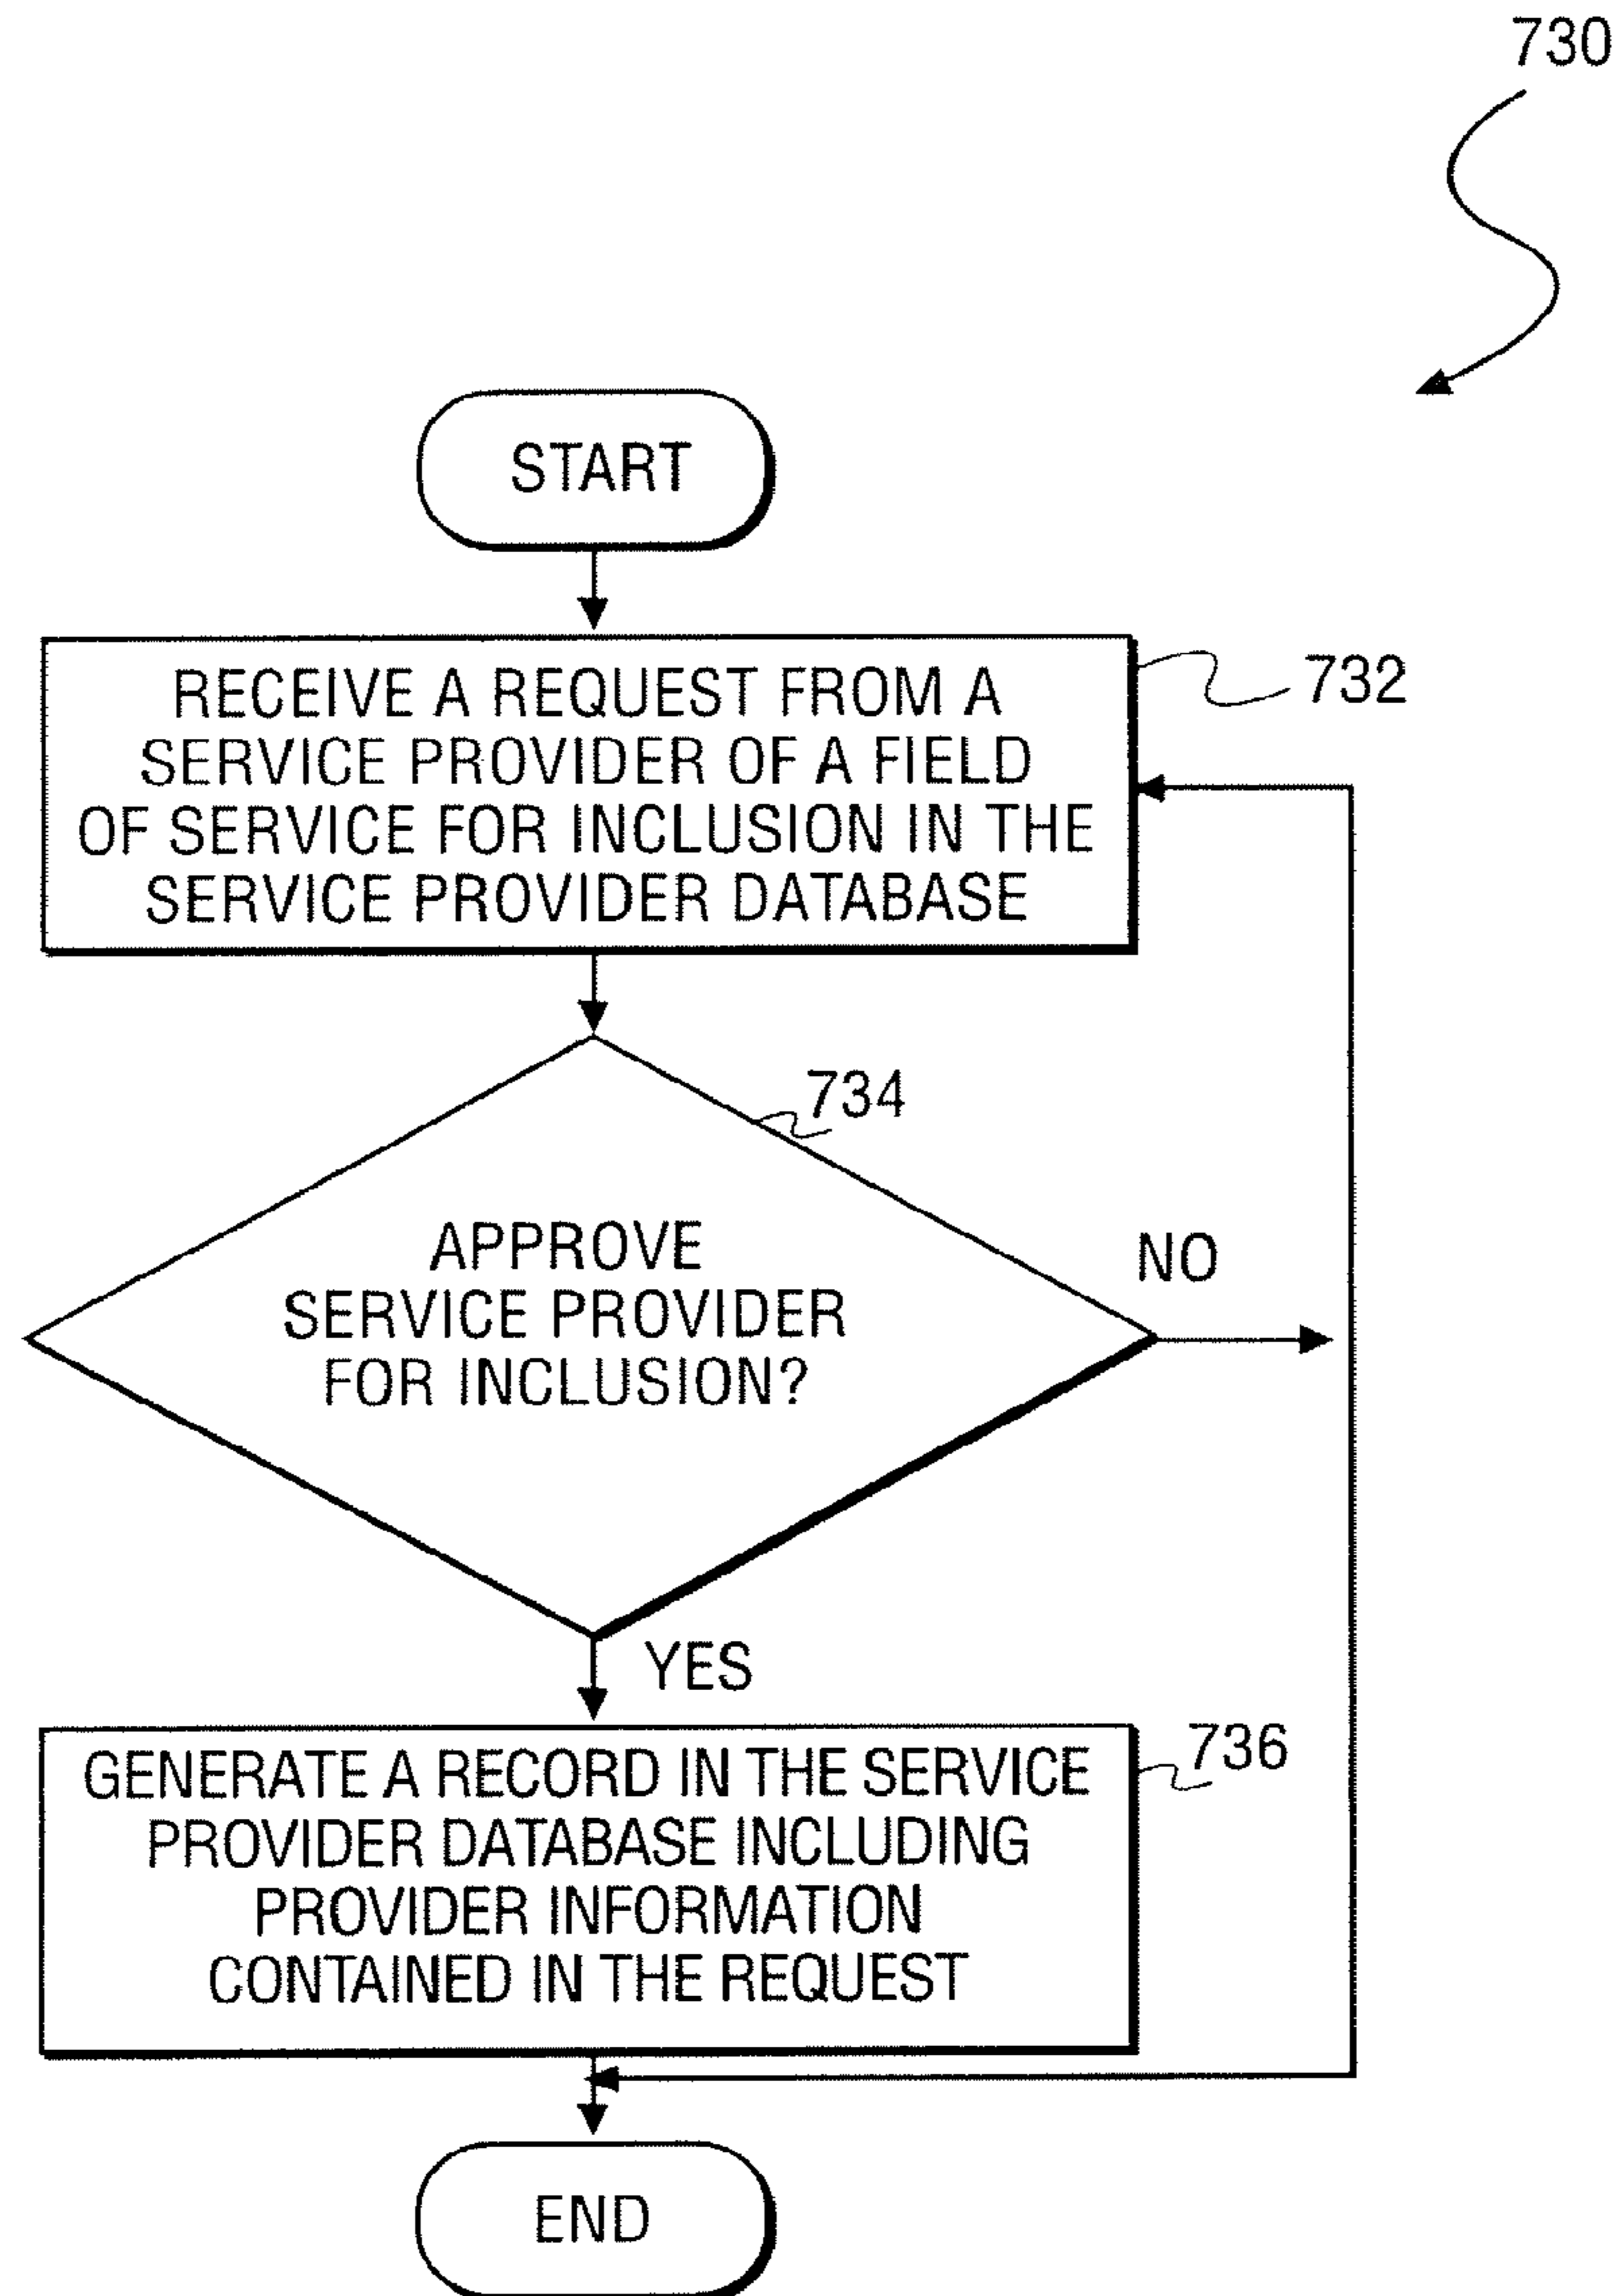 730
START
RECEIVE A REQUEST FROM A
SERVICE PROVIDER OF A FIELD
OF SERVICE FOR INCLUSION IN THE
SERVICE PROVIDER DATABASE
732
734
APPROVE
SERVICE PROVIDER
FOR INCLUSION?
NO
YES
GENERATE A RECORD IN THE SERVICE
PROVIDER DATABASE INCLUDING
PROVIDER INFORMATION
CONTAINED IN THE REQUEST
736
END